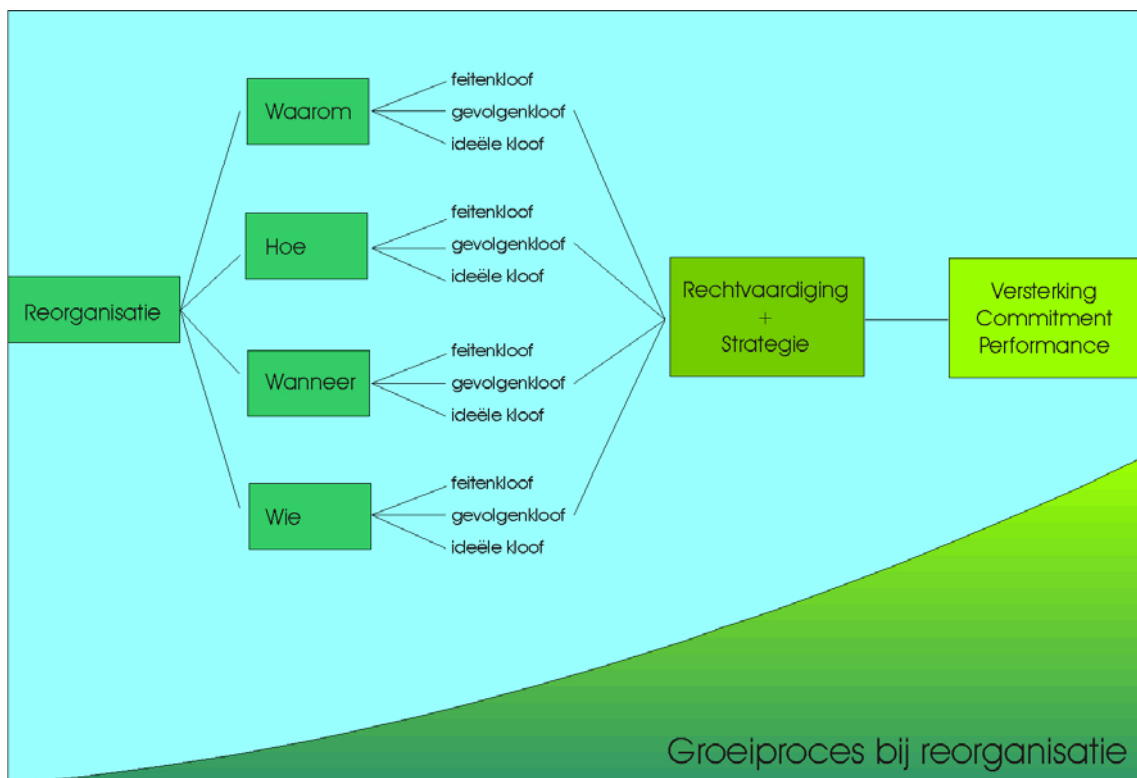 Reorganisatie
Waarom
feitenkloof
gevolgenkloof
ideële kloof
Hoe
feitenkloof
gevolgenkloof
ideële kloof
Wanneer
feitenkloof
gevolgenkloof
ideële kloof
Wie
feitenkloof
gevolgenkloof
ideële kloof
Rechtvaardiging
+
Strategie
Versterking
Commitment
Performance
Groeiproces bij reorganisatie